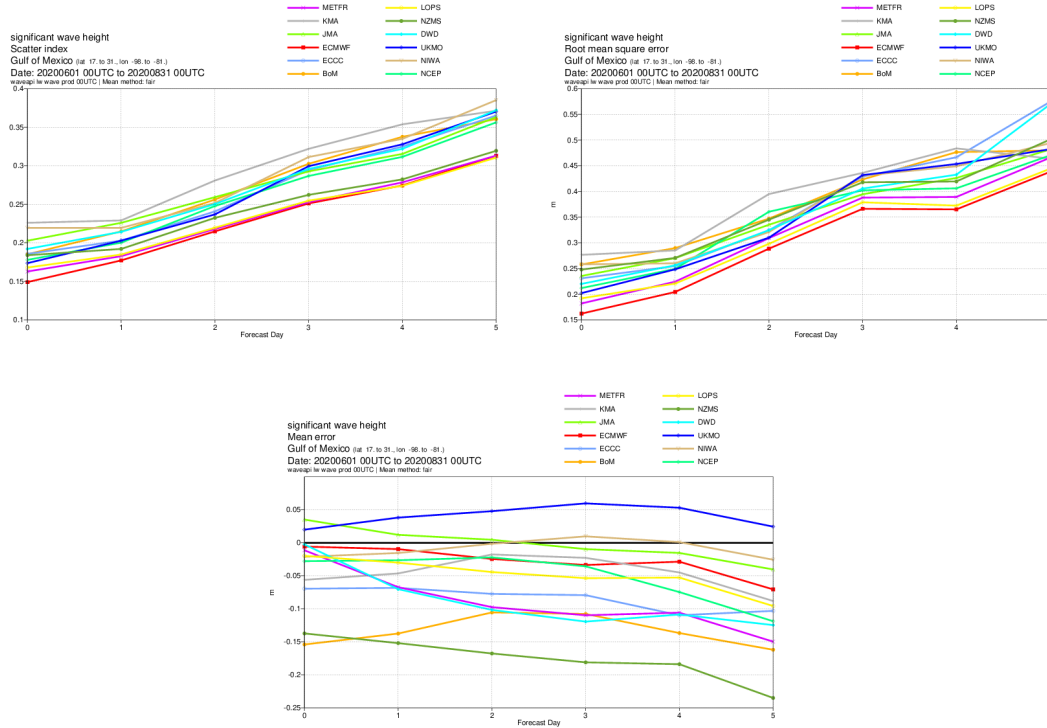 METFR LOPS
KMA NZMS
JMA DWD
ECMWF UKMO
ECCC NIWA
BoM NCEP
significant wave height
Scatter index
Gulf of Mexico (lat 17. to 31., lon -98. to -81.)
Date: 20200601 00UTC to 20200831 00UTC
waveapi lw wave prod 00UTC | Mean method: fair
0.4
0.35
0.3
0.25
0.2
0.15
0.1
0 1 2 3 4 5
Forecast Day
METFR LOPS
KMA NZMS
JMA DWD
ECMWF UKMO
ECCC NIWA
BoM NCEP
significant wave height
Root mean square error
Gulf of Mexico (lat 17. to 31., lon -98. to -81.)
Date: 20200601 00UTC to 20200831 00UTC
waveapi lw wave prod 00UTC | Mean method: fair
0.6
0.55
0.5
0.45
0.4
0.35
0.3
0.25
0.2
0.15
m
0 1 2 3 4
Forecast Day
METFR LOPS
KMA NZMS
JMA DWD
ECMWF UKMO
ECCC NIWA
BoM NCEP
significant wave height
Mean error
Gulf of Mexico (lat 17. to 31., lon -98. to -81.)
Date: 20200601 00UTC to 20200831 00UTC
waveapi lw wave prod 00UTC | Mean method: fair
0.05
0
-0.05
-0.1
-0.15
-0.2
-0.25
m
0 1 2 3 4 5
Forecast Day